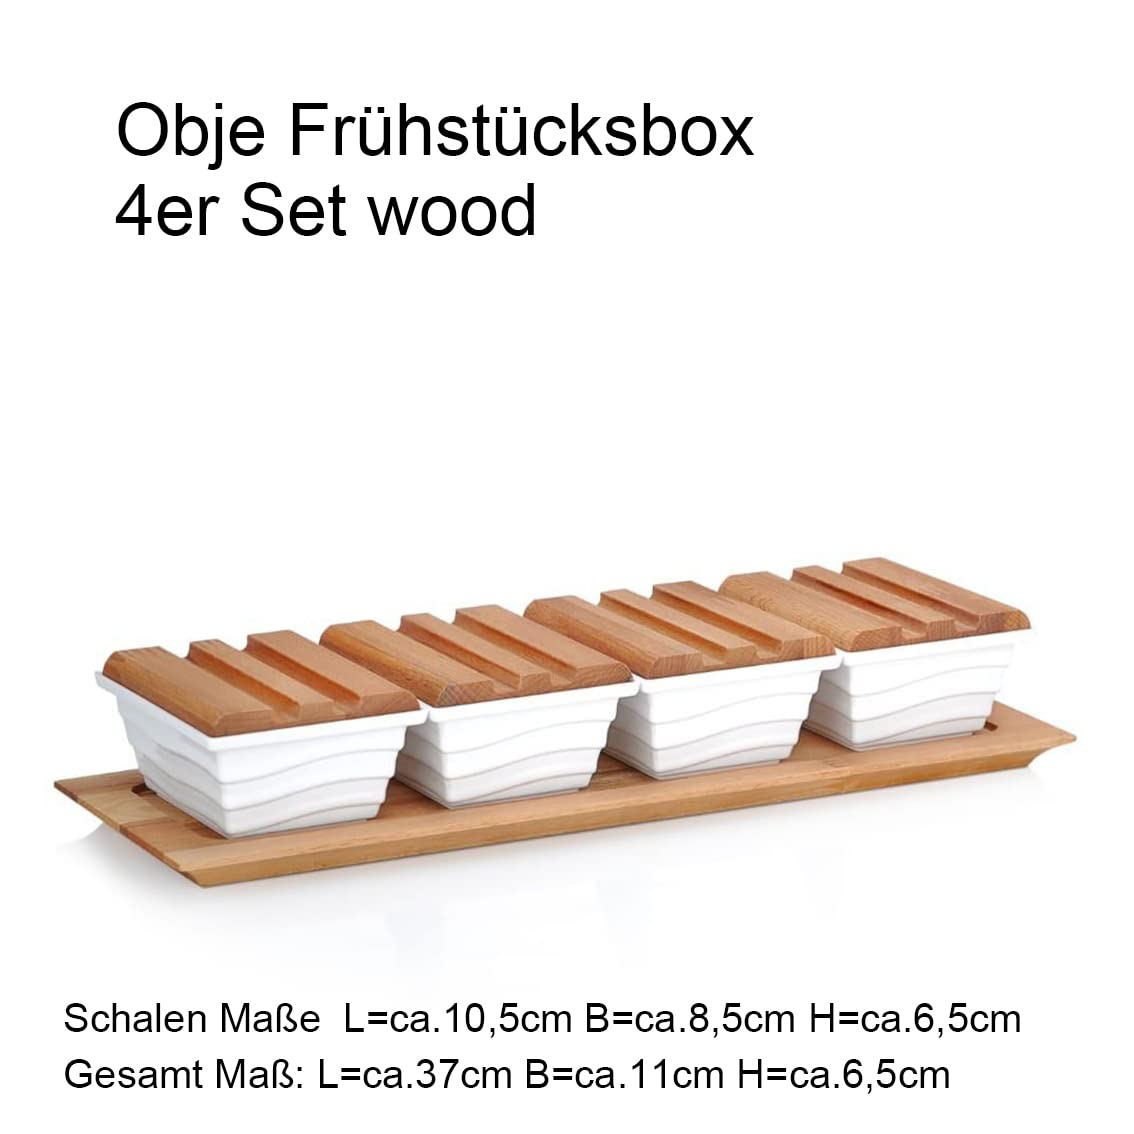 Obje Frühstücksbox
4er Set wood
Schalen Maße L=ca.10,5cm B=ca.8,5cm H=ca.6,5cm
Gesamt Maß: L=ca.37cm B=ca.11cm H=ca.6,5cm